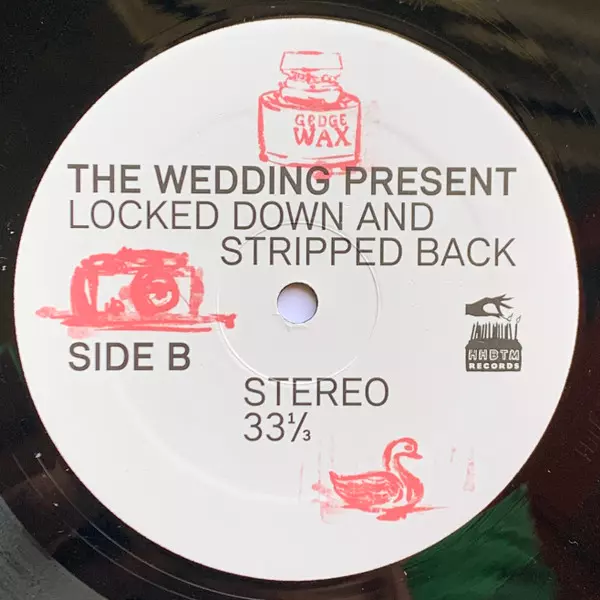 GEDGE
WAX
THE WEDDING PRESENT
LOCKED DOWN AND
STRIPPED BACK
HHBTM
RECORDS
SIDE B
STEREO
33⅓